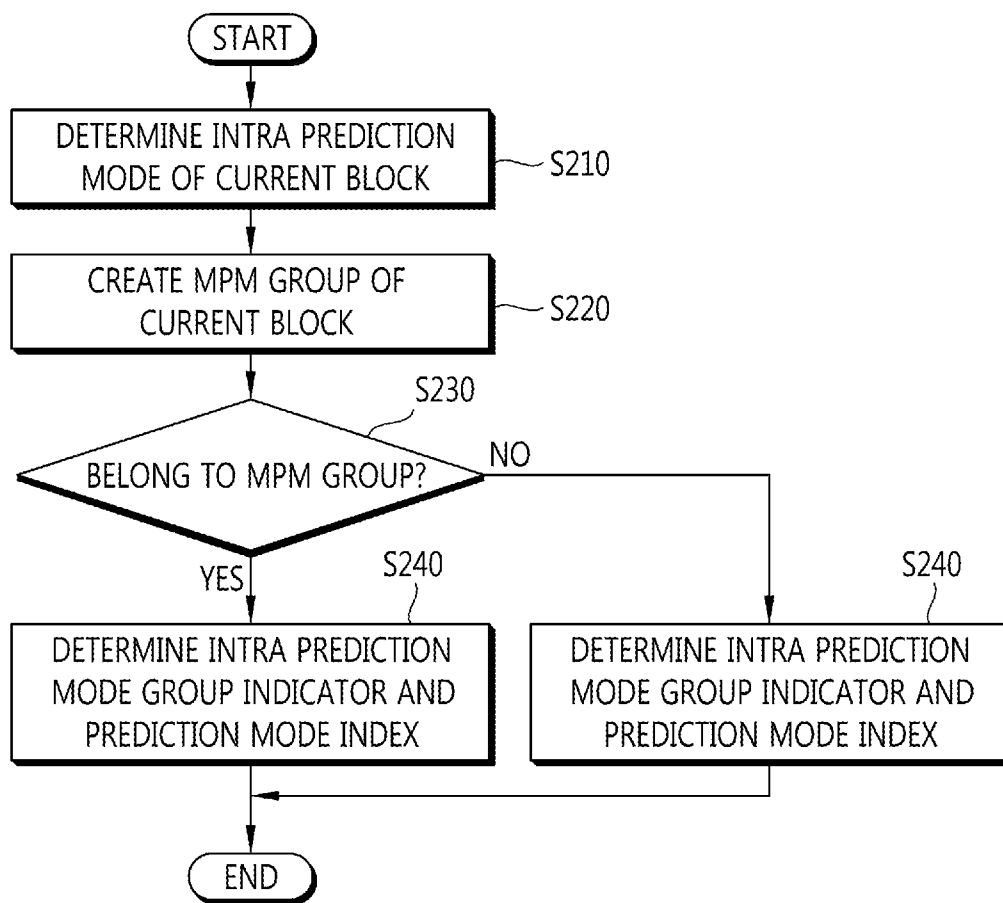 START
DETERMINE INTRA PREDICTION
MODE OF CURRENT BLOCK
S210
CREATE MPM GROUP OF
CURRENT BLOCK
S220
S230
BELONG TO MPM GROUP?
NO
YES
S240
DETERMINE INTRA PREDICTION
MODE GROUP INDICATOR AND
PREDICTION MODE INDEX
S240
DETERMINE INTRA PREDICTION
MODE GROUP INDICATOR AND
PREDICTION MODE INDEX
END